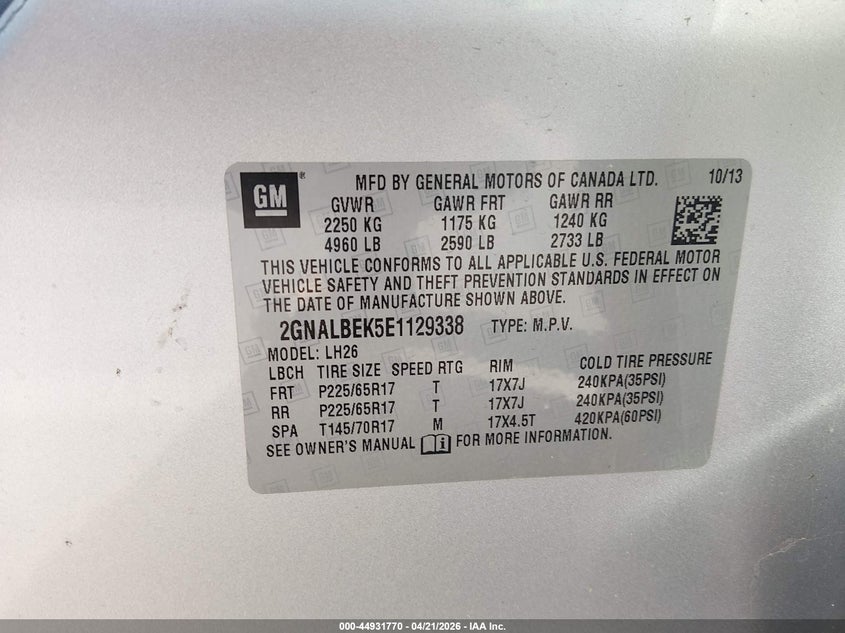 GM
MFD BY GENERAL MOTORS OF CANADA LTD. 10/13
GVWR GAWR FRT GAWR RR
2250 KG 1175 KG 1240 KG
4960 LB 2590 LB 2733 LB
THIS VEHICLE CONFORMS TO ALL APPLICABLE U.S. FEDERAL MOTOR
VEHICLE SAFETY AND THEFT PREVENTION STANDARDS IN EFFECT ON
THE DATE OF MANUFACTURE SHOWN ABOVE.
2GNALBEK5E1129338 TYPE: M.P.V.
MODEL: LH26
LBCH TIRE SIZE SPEED RTG RIM COLD TIRE PRESSURE
FRT P225/65R17 T 17X7J 240KPA(35PSI)
RR P225/65R17 T 17X7J 240KPA(35PSI)
SPA T145/70R17 M 17X4.5T 420KPA(60PSI)
SEE OWNER'S MANUAL i FOR MORE INFORMATION.
000-44931770 - 04/21/2026 - IAA Inc.